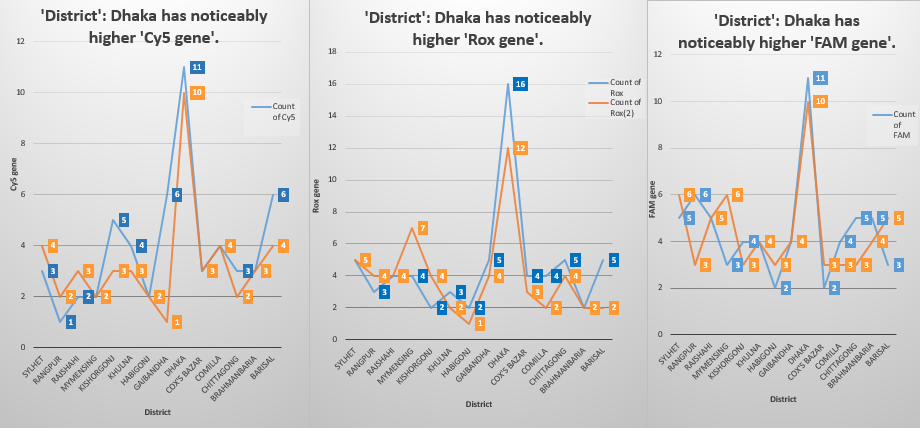 'District': Dhaka has noticeably
higher 'Cy5 gene'.
12
10
8
6
4
2
0
Cy5 gene
11
10
6
6
5
4
4
4
4
3
3
3
3
3
3
2
2
2
2
1
1
Count
of Cy5
SYLHET
RANGPUR
RAJSHAHI
MYMENSING
KISHORGONJ
KHULNA
HABIGONJ
GAIBANDHA
DHAKA
COX'S BAZAR
COMILLA
CHITTAGONG
BRAHMANBARIA
BARISAL
District
'District': Dhaka has noticeably
higher 'Rox gene'.
18
16
14
12
10
8
6
4
2
0
Rox gene
16
12
7
5
5
5
5
4
4
4
4
4
4
4
3
3
3
2
2
2
2
2
2
1
Count of
Rox
Count of
Rox(2)
SYLHET
RANGPUR
RAJSHAHI
MYMENSING
KISHORGONJ
KHULNA
HABIGONJ
GAIBANDHA
DHAKA
COX'S BAZAR
COMILLA
CHITTAGONG
BRAHMANBARIA
BARISAL
District
'District': Dhaka has
noticeably higher 'FAM gene'.
12
10
8
6
4
2
0
FAM gene
11
10
6
6
6
5
5
5
5
5
4
4
4
4
3
3
3
3
3
3
3
2
2
Count
of
FAM
SYLHET
RANGPUR
RAJSHAHI
MYMENSING
KISHORGONJ
KHULNA
HABIGONJ
GAIBANDHA
DHAKA
COX'S BAZAR
COMILLA
CHITTAGONG
BRAHMANBARIA
BARISAL
District